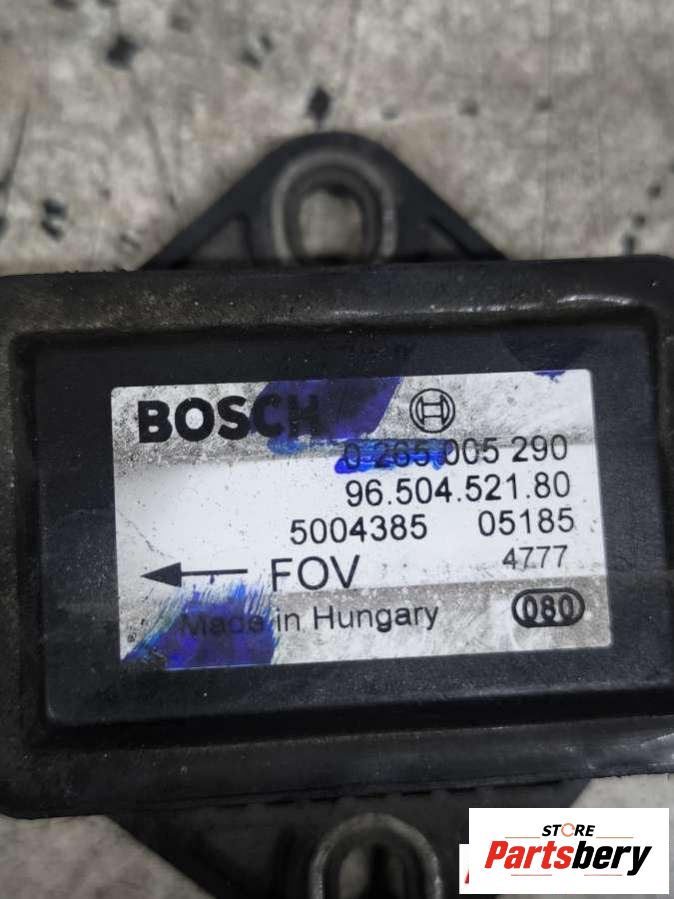 BOSCH
0 265 005 290
96.504.521.80
5004385 05185
FOV 4777
Made in Hungary 080
STORE
Partsbery